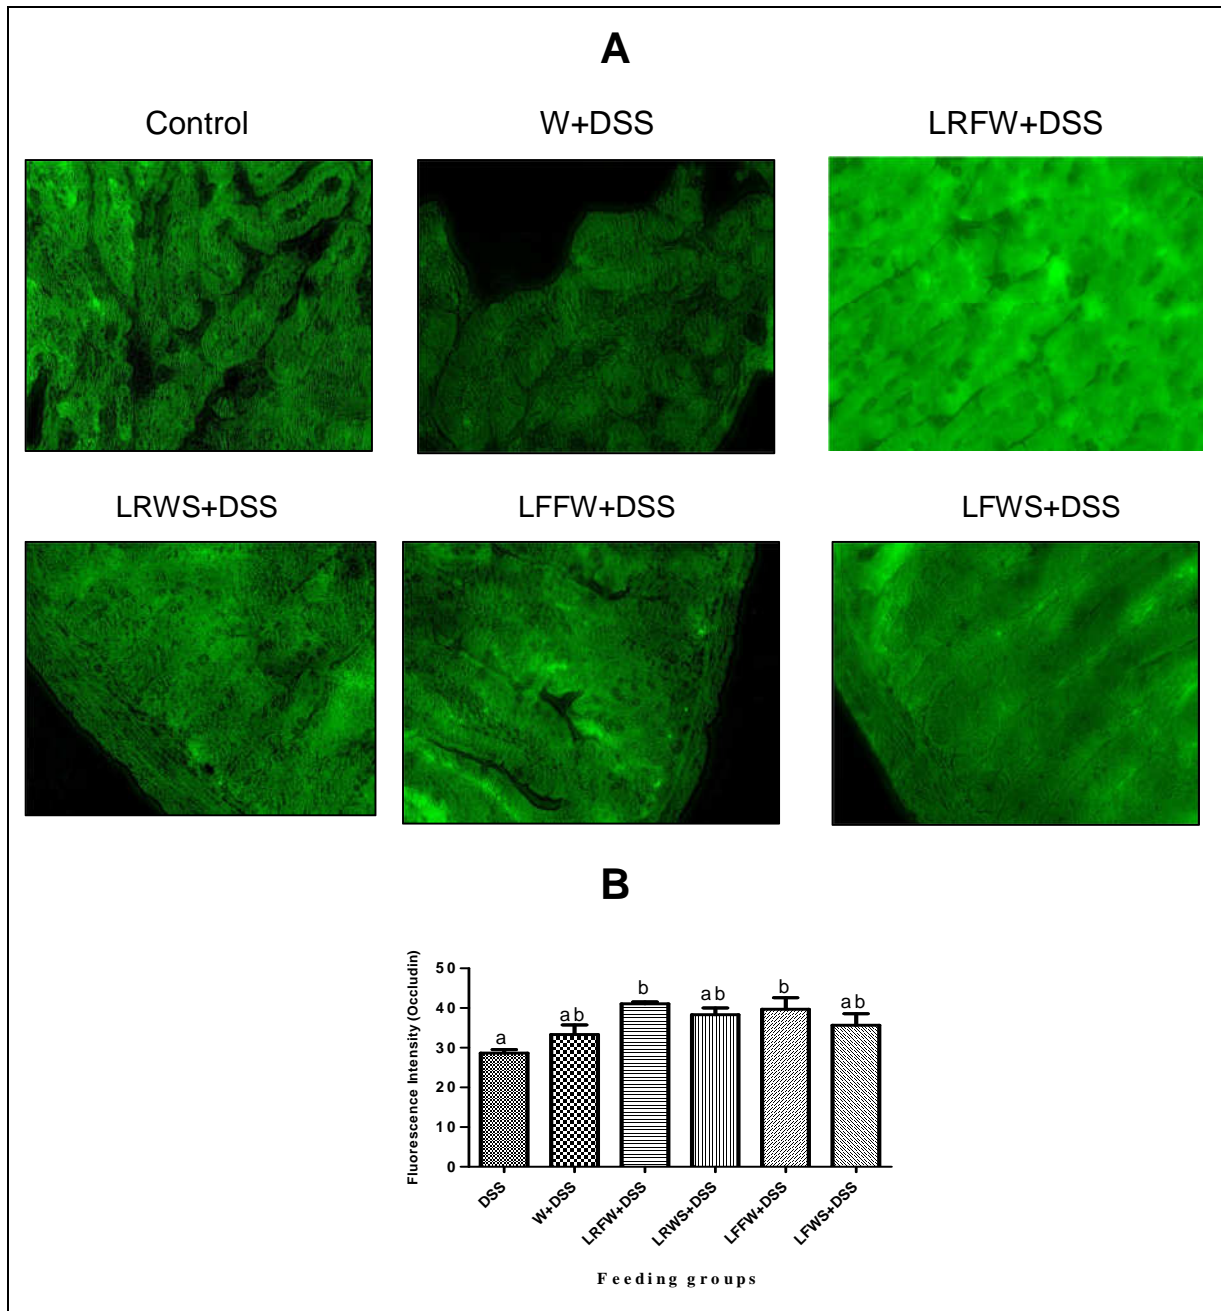 A
Control
W+DSS
LRFW+DSS
LRWS+DSS
LFFW+DSS
LFWS+DSS
B
Fluorescence Intensity (Occludin)
50
40
30
20
10
0
a
ab
b
ab
b
ab
DSS
W+DSS
LRFW+DSS
LRWS+DSS
LFFW+DSS
LFWS+DSS
Feeding groups